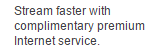 Stream faster with
complimentary premium
Internet service.